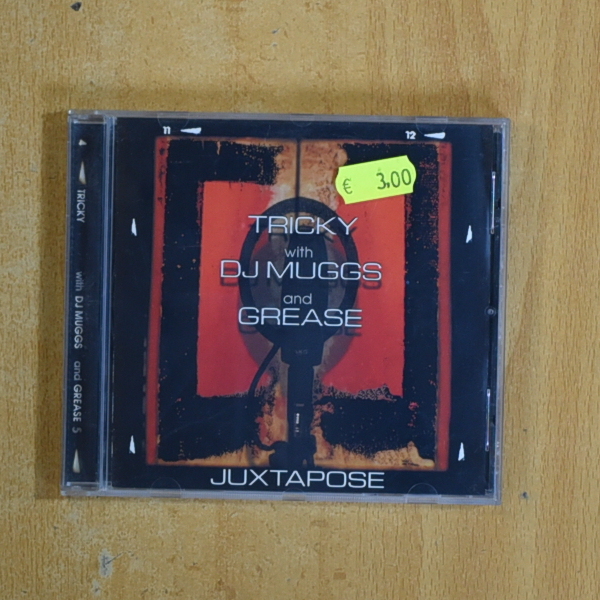 11
12
€ 3,00
TRICKY
with
DJ MUGGS
and
GREASE
JUXTAPOSE
TRICKY with DJ MUGGS and GREASE